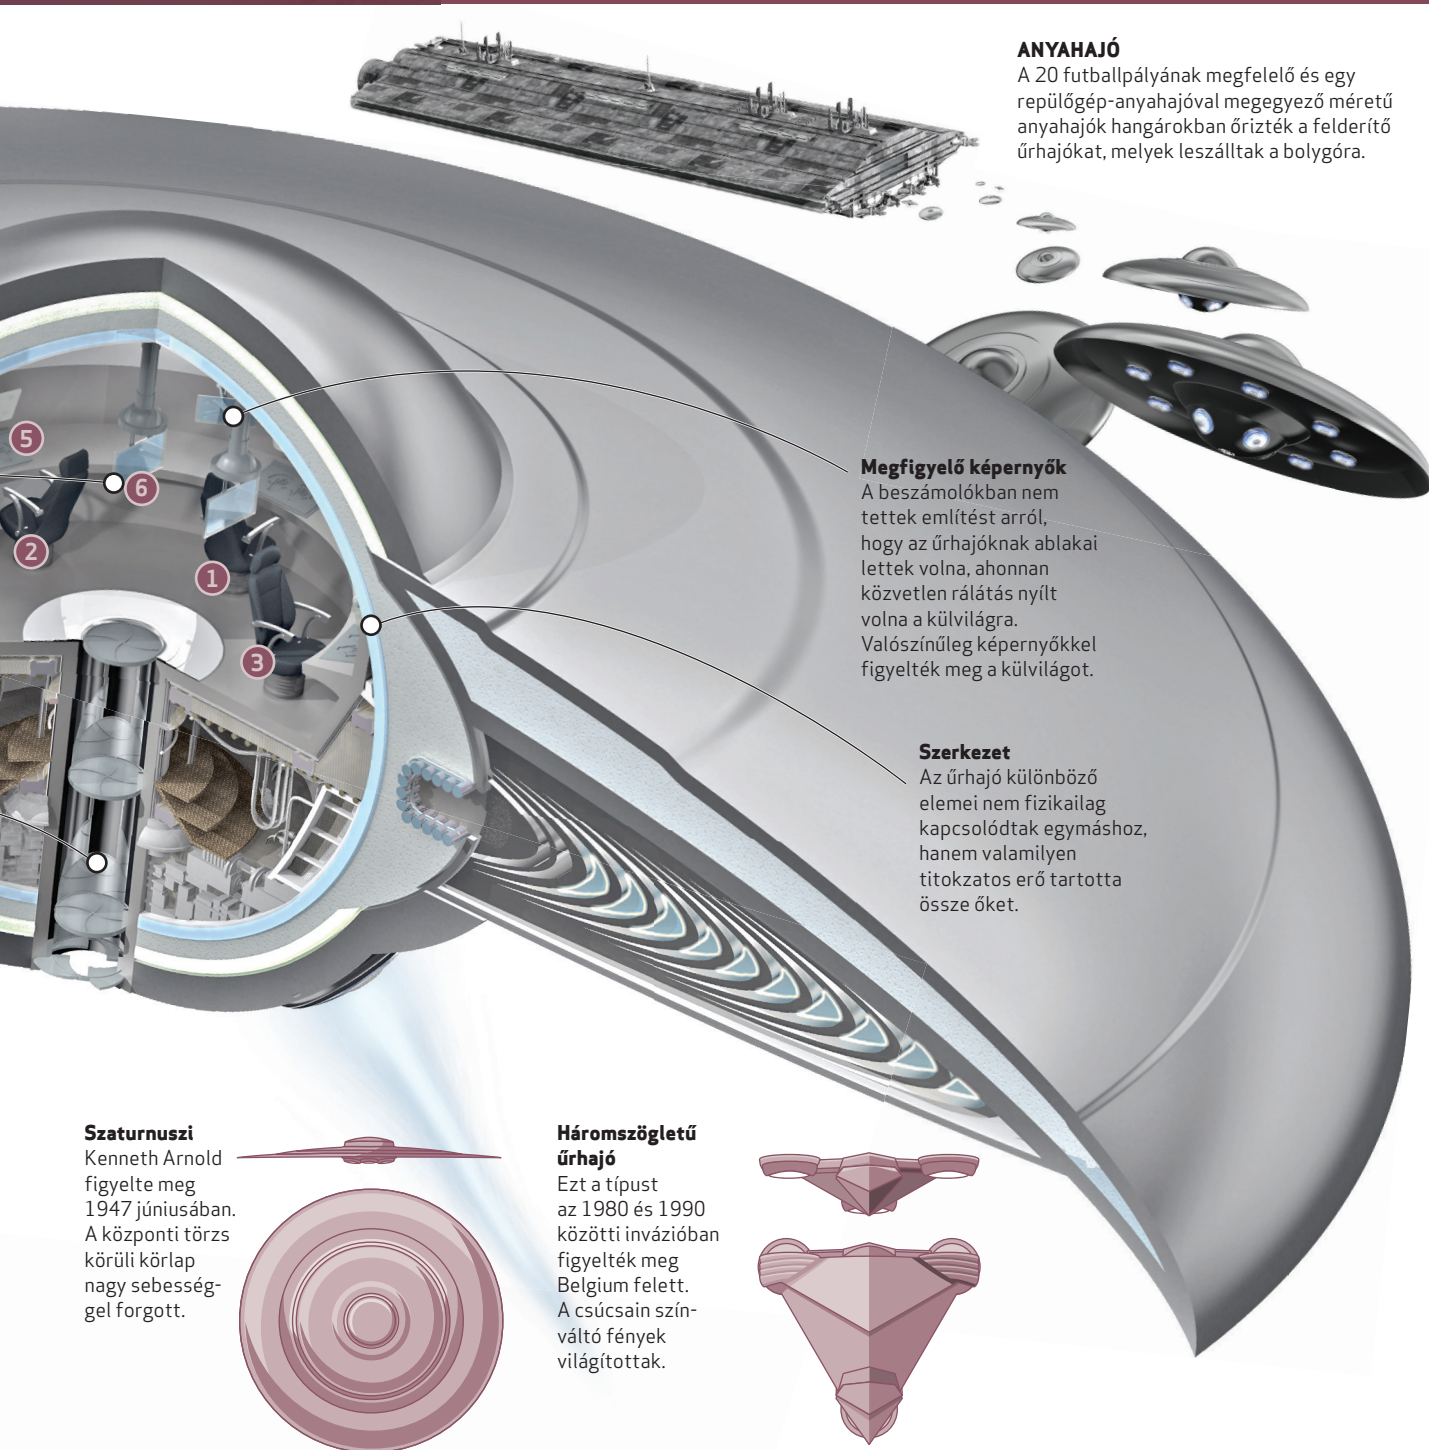 ANYAHAJÓ
A 20 futballpályának megfelelő és egy
repülőgép-anyahajóval megegyező méretű
anyahajók hangárokban őrizték a felderítő
űrhajókat, melyek leszálltak a bolygóra.
5
6
2
1
3
Megfigyelő képernyők
A beszámolókban nem
tettek említést arról,
hogy az űrhajóknak ablakai
lettek volna, ahonnan
közvetlen rálátás nyílt
volna a külvilágra.
Valószínűleg képernyőkkel
figyelték meg a külvilágot.
Szerkezet
Az űrhajó különböző
elemei nem fizikailag
kapcsolódtak egymáshoz,
hanem valamilyen
titokzatos erő tartotta
össze őket.
Szaturnuszi
Kenneth Arnold
figyelte meg
1947 júniusában.
A központi törzs
körüli körlap
nagy sebesség-
gel forgott.
Háromszögletű
űrhajó
Ezt a típust
az 1980 és 1990
közötti invázióban
figyelték meg
Belgium felett.
A csúcsain szín-
váltó fények
világítottak.